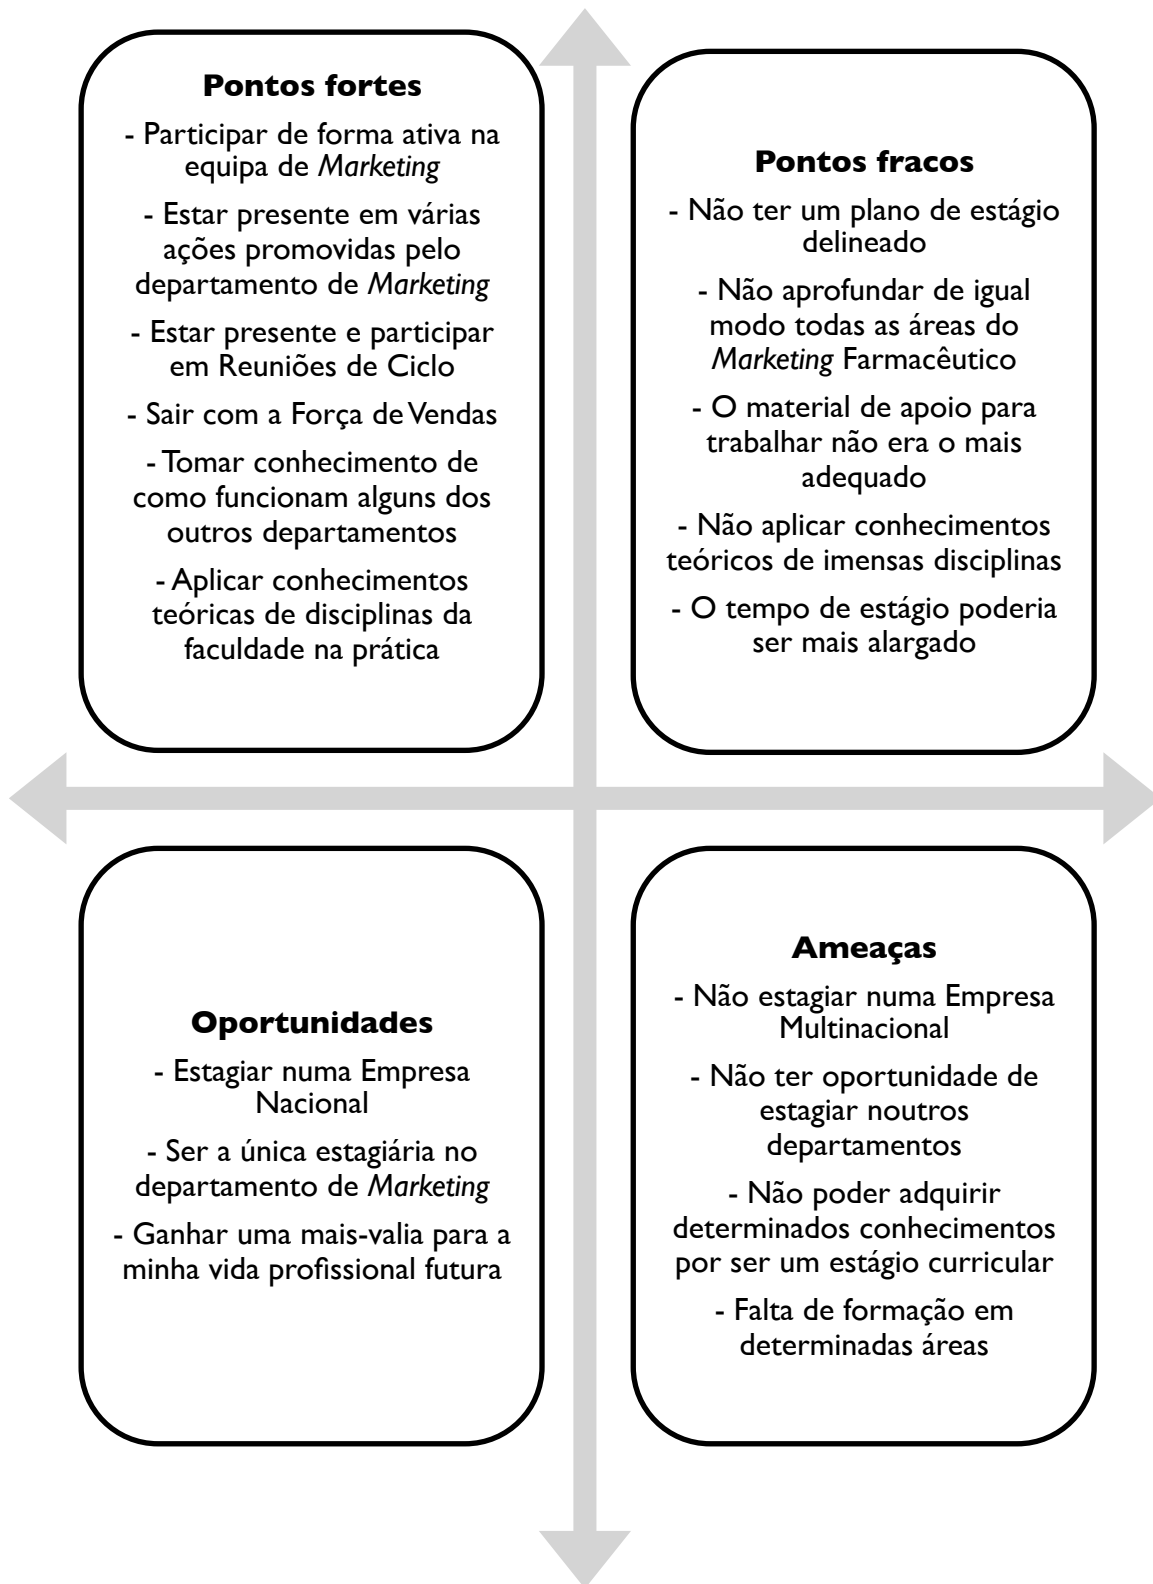 Pontos fortes
- Participar de forma ativa na
equipa de Marketing
- Estar presente em várias
ações promovidas pelo
departamento de Marketing
- Estar presente e participar
em Reuniões de Ciclo
- Sair com a Força de Vendas
- Tomar conhecimento de
como funcionam alguns dos
outros departamentos
- Aplicar conhecimentos
teóricas de disciplinas da
faculdade na prática
Pontos fracos
- Não ter um plano de estágio
delineado
- Não aprofundar de igual
modo todas as áreas do
Marketing Farmacêutico
- O material de apoio para
trabalhar não era o mais
adequado
- Não aplicar conhecimentos
teóricos de imensas disciplinas
- O tempo de estágio poderia
ser mais alargado
Oportunidades
- Estagiar numa Empresa
Nacional
- Ser a única estagiária no
departamento de Marketing
- Ganhar uma mais-valia para a
minha vida profissional futura
Ameaças
- Não estagiar numa Empresa
Multinacional
- Não ter oportunidade de
estagiar noutros
departamentos
- Não poder adquirir
determinados conhecimentos
por ser um estágio curricular
- Falta de formação em
determinadas áreas